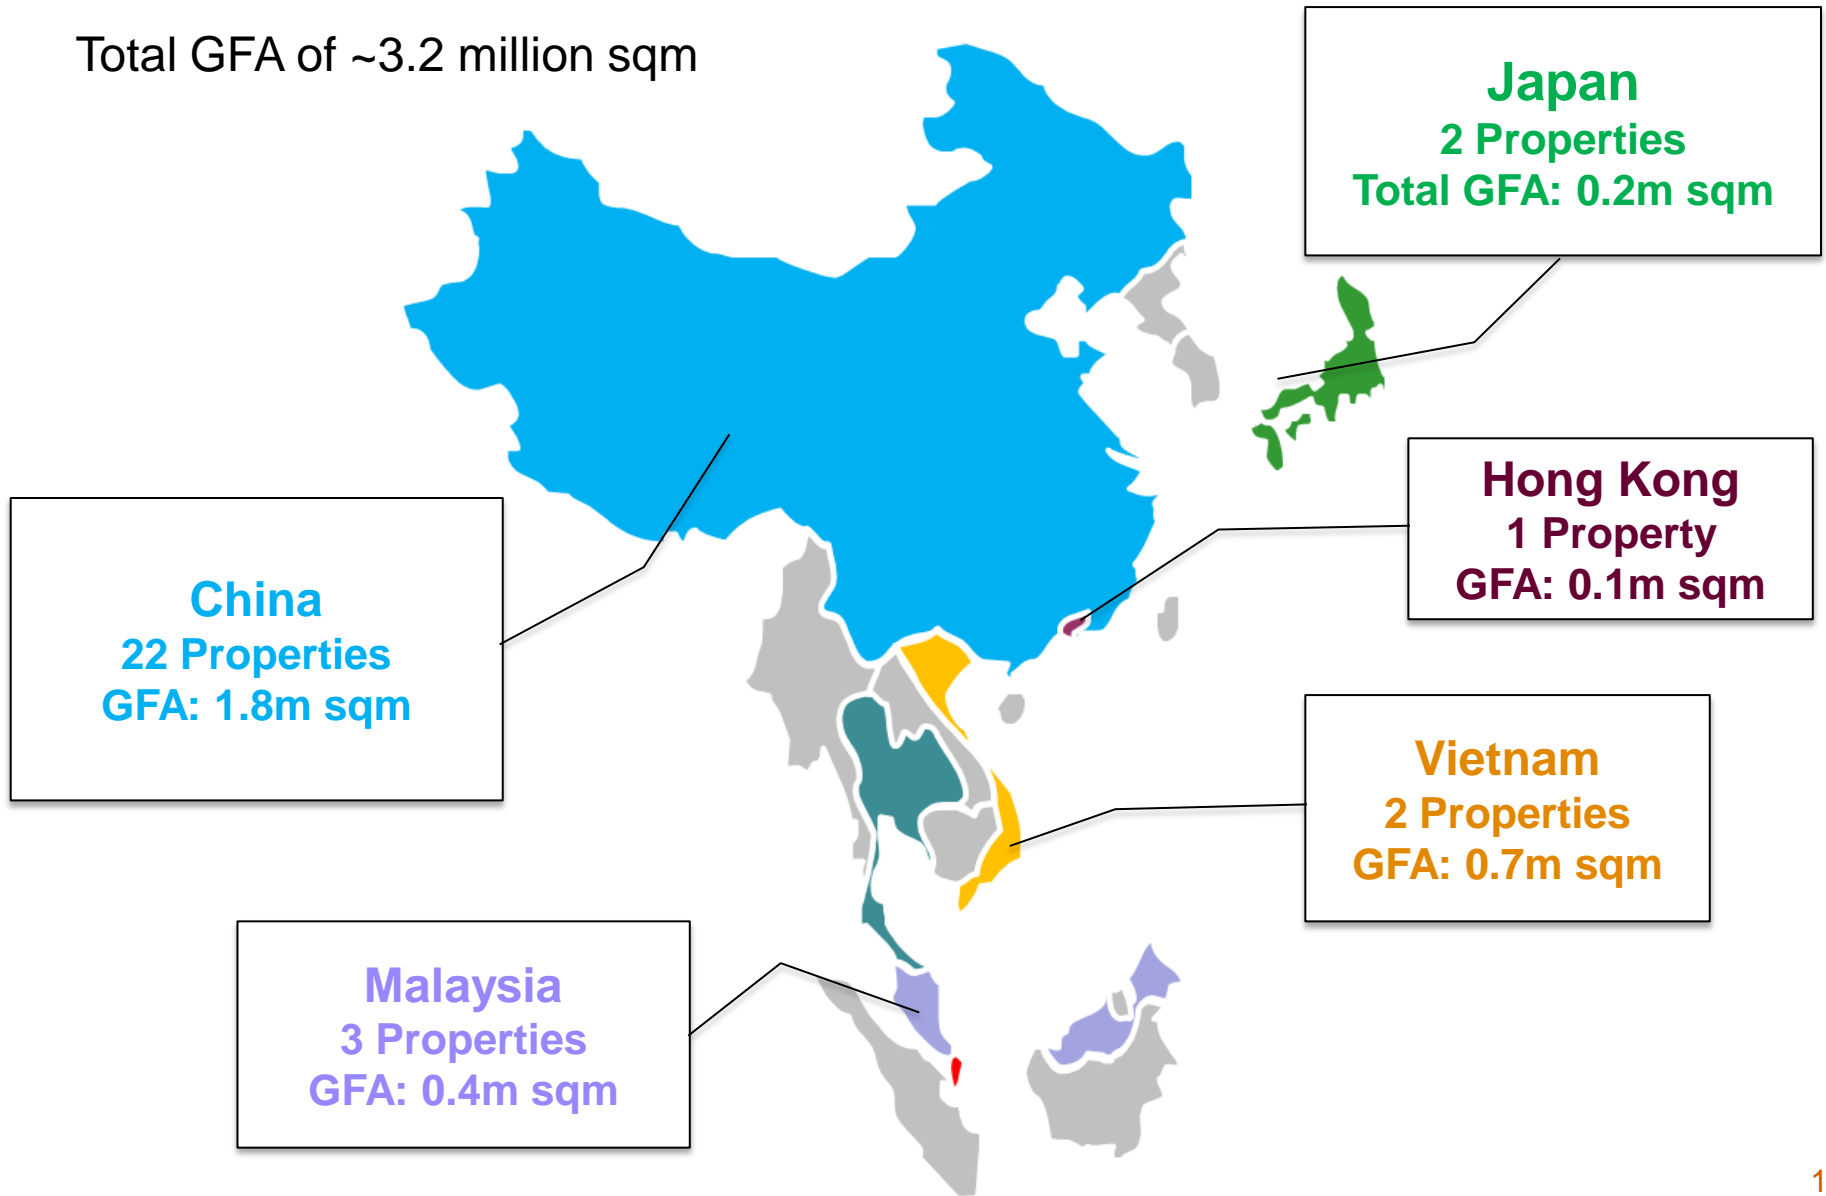 Total GFA of ~3.2 million sqm
Japan
2 Properties
Total GFA: 0.2m sqm
Hong Kong
1 Property
GFA: 0.1m sqm
China
22 Properties
GFA: 1.8m sqm
Vietnam
2 Properties
GFA: 0.7m sqm
Malaysia
3 Properties
GFA: 0.4m sqm
1